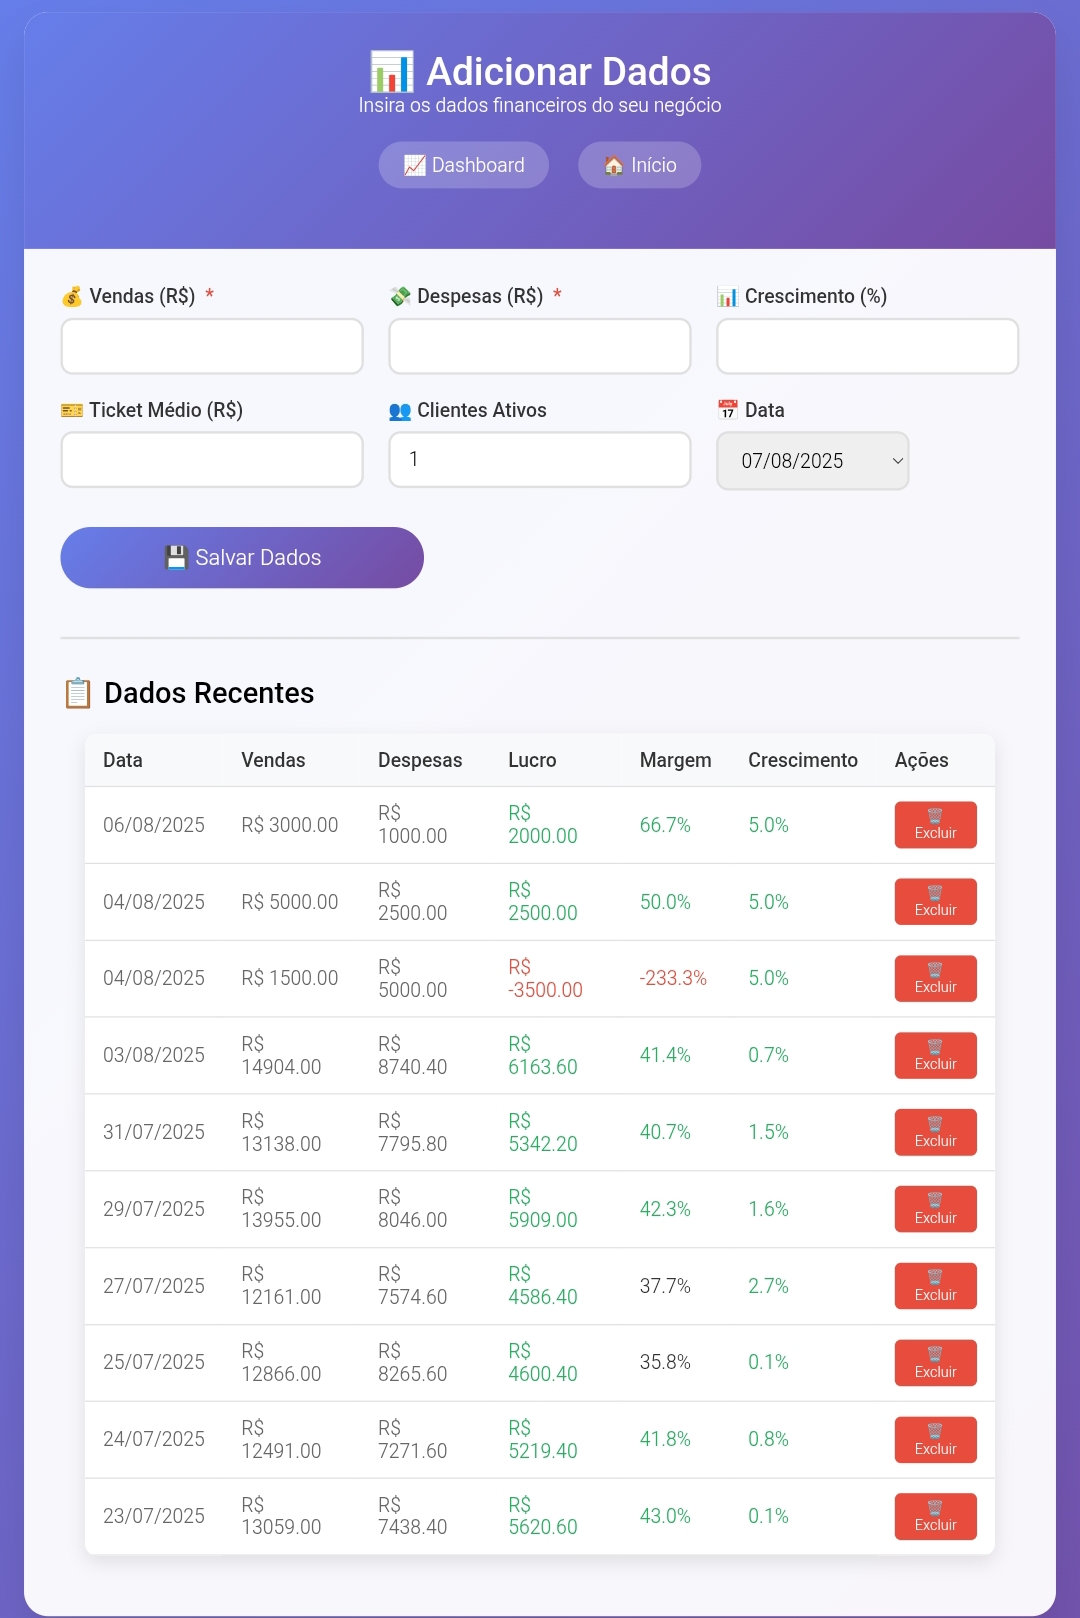 📊 Adicionar Dados
Insira os dados financeiros do seu negócio
📈 Dashboard 🏠 Início
💰 Vendas (R$) * 💸 Despesas (R$) * 📊 Crescimento (%)
🎫 Ticket Médio (R$) 👥 Clientes Ativos 📅 Data
1 07/08/2025
💾 Salvar Dados
📋 Dados Recentes
Data Vendas Despesas Lucro Margem Crescimento Ações
06/08/2025 R$ 3000.00 R$ 1000.00 R$ 2000.00 66.7% 5.0% 🗑️ Excluir
04/08/2025 R$ 5000.00 R$ 2500.00 R$ 2500.00 50.0% 5.0% 🗑️ Excluir
04/08/2025 R$ 1500.00 R$ 5000.00 R$ -3500.00 -233.3% 5.0% 🗑️ Excluir
03/08/2025 R$ 14904.00 R$ 8740.40 R$ 6163.60 41.4% 0.7% 🗑️ Excluir
31/07/2025 R$ 13138.00 R$ 7795.80 R$ 5342.20 40.7% 1.5% 🗑️ Excluir
29/07/2025 R$ 13955.00 R$ 8046.00 R$ 5909.00 42.3% 1.6% 🗑️ Excluir
27/07/2025 R$ 12161.00 R$ 7574.60 R$ 4586.40 37.7% 2.7% 🗑️ Excluir
25/07/2025 R$ 12866.00 R$ 8265.60 R$ 4600.40 35.8% 0.1% 🗑️ Excluir
24/07/2025 R$ 12491.00 R$ 7271.60 R$ 5219.40 41.8% 0.8% 🗑️ Excluir
23/07/2025 R$ 13059.00 R$ 7438.40 R$ 5620.60 43.0% 0.1% 🗑️ Excluir